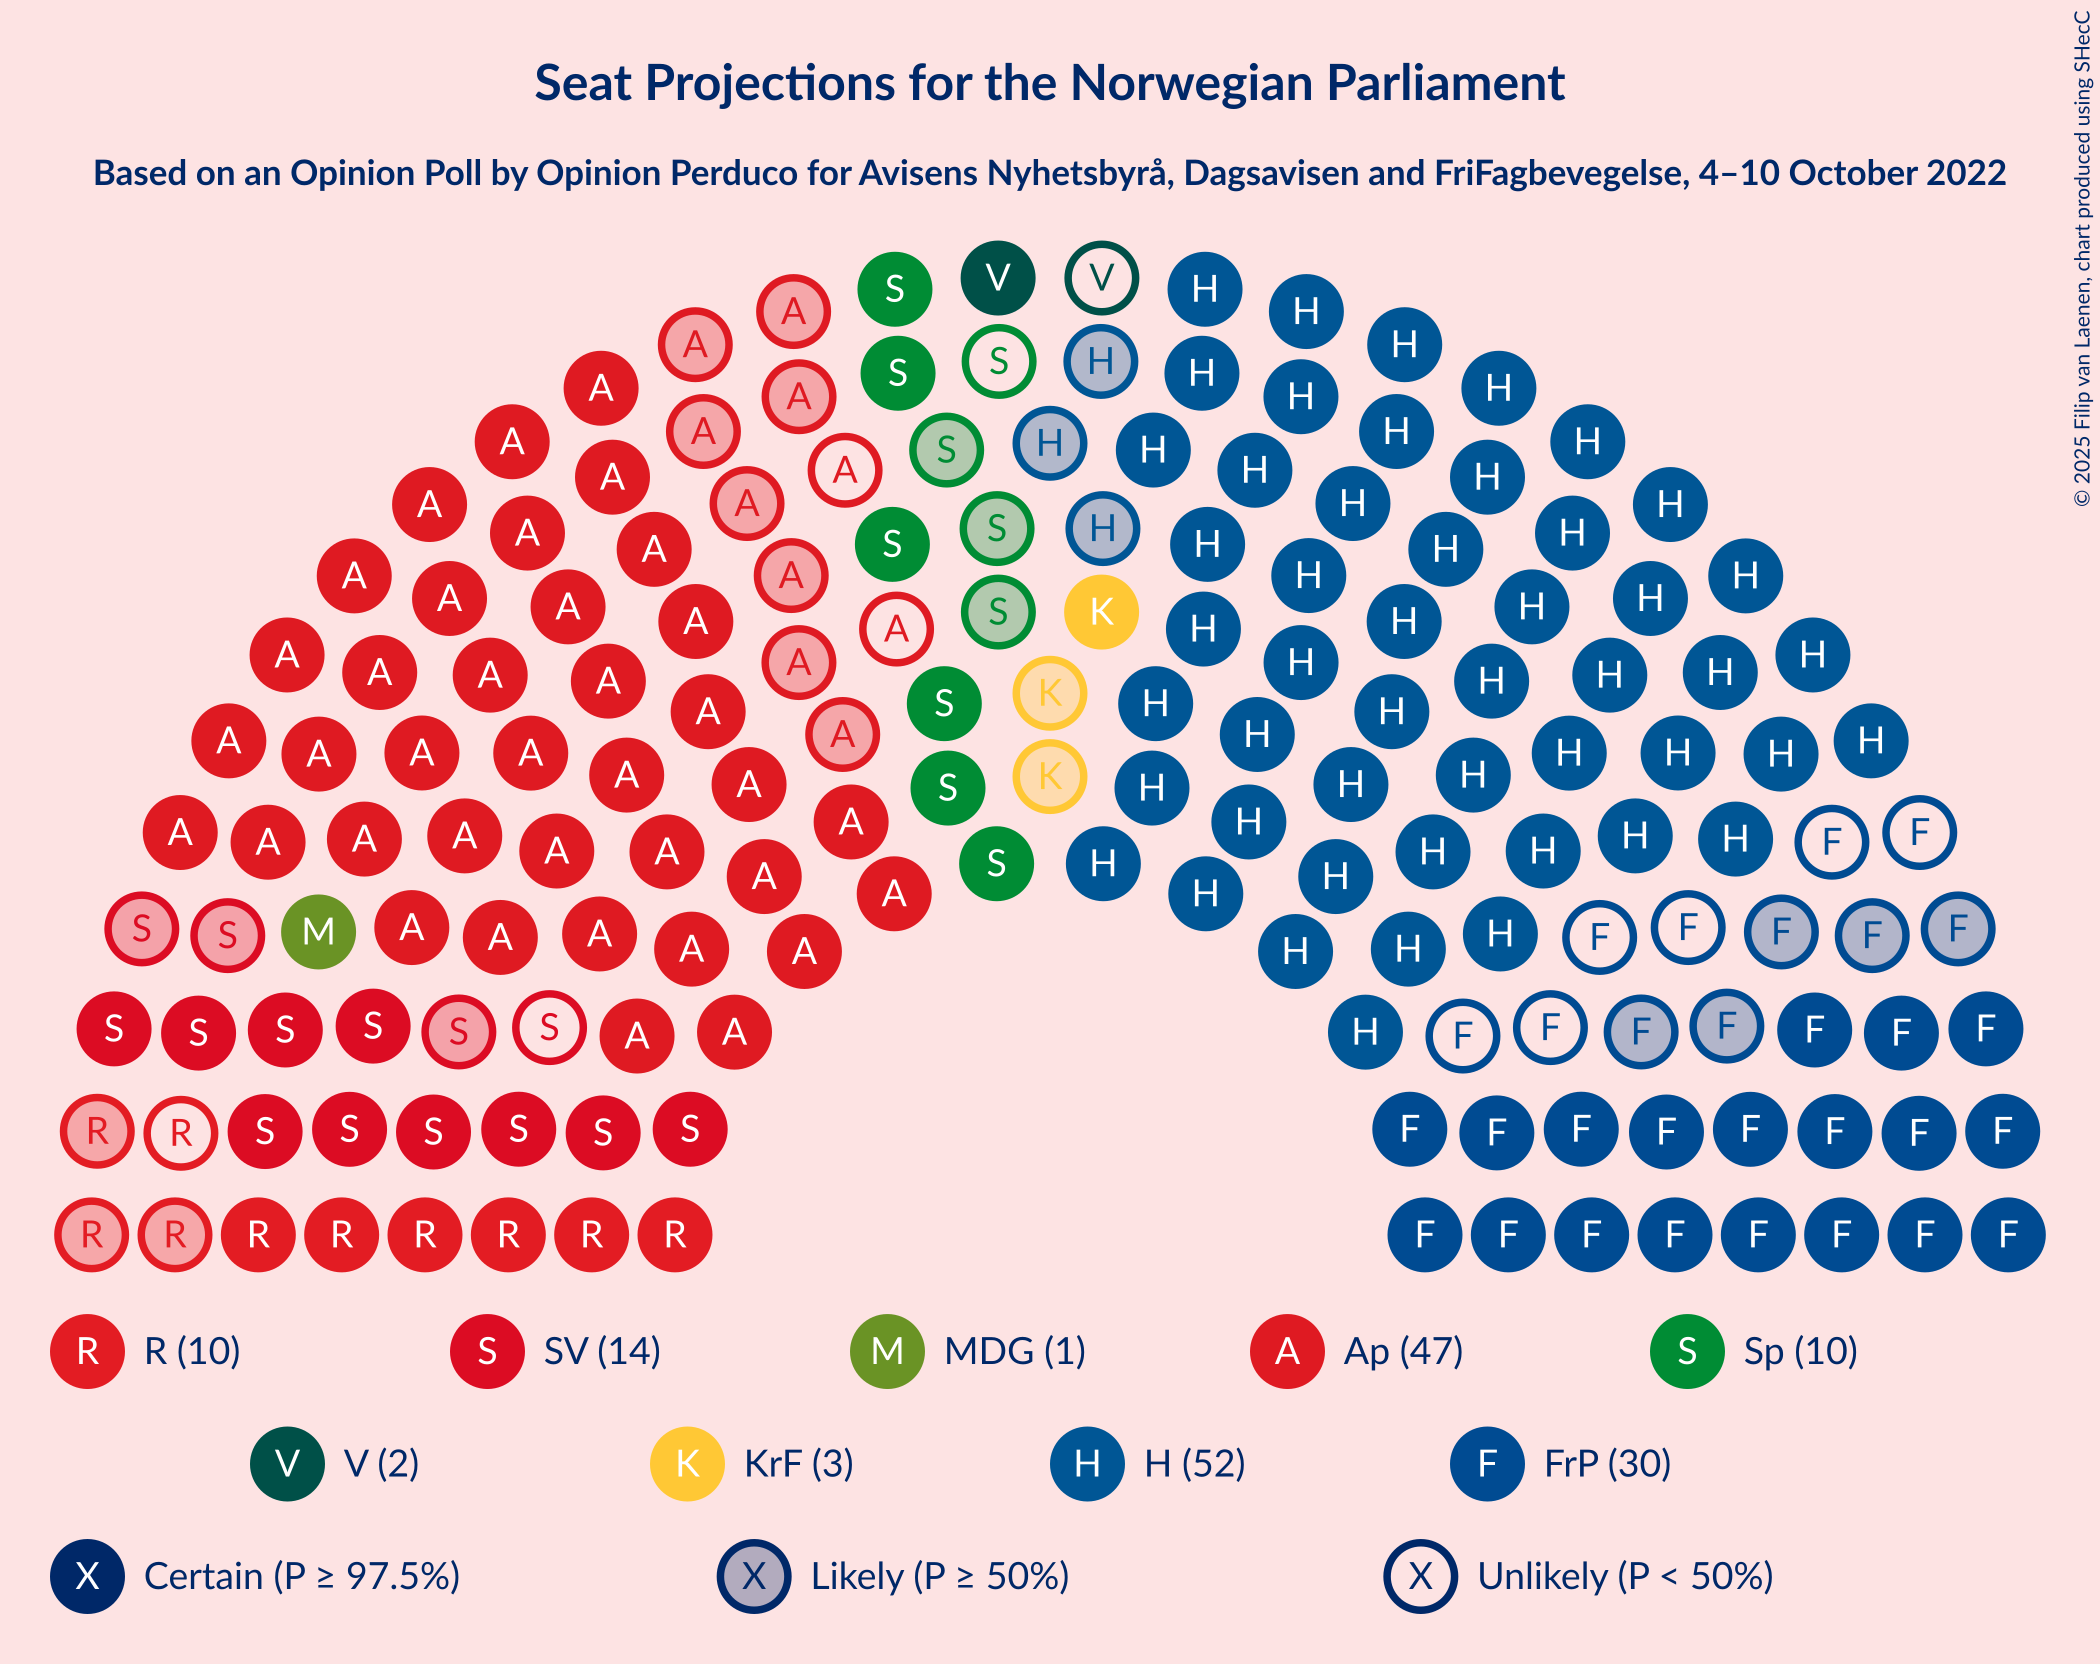 Seat Projections for the Norwegian Parliament
Based on an Opinion Poll by Opinion Perduco for Avisens Nyhetsbyrå, Dagsavisen and FriFagbevegelse, 4–10 October 2022
© 2025 Filip van Laenen, chart produced using SHecC
S V V H H
A A S S H H H H
A A A S H H H H H
A A A A S S H H H H H H
A A A A A A S K H H H H H H
A A A A A A S K H H H H H H
A A A A A A A S K H H H H H H H
A A A A A A A A S H H H H H H H F F
S S M A A A A A A H H H F F F F F
S S S S S S A A H F F F F F F F
R R S S S S S S F F F F F F F F
R R R R R R R R F F F F F F F F
R R (10) S SV (14) M MDG (1) A Ap (47) S Sp (10)
V V (2) K KrF (3) H H (52) F FrP (30)
X Certain (P ≥ 97.5%) X Likely (P ≥ 50%) X Unlikely (P < 50%)